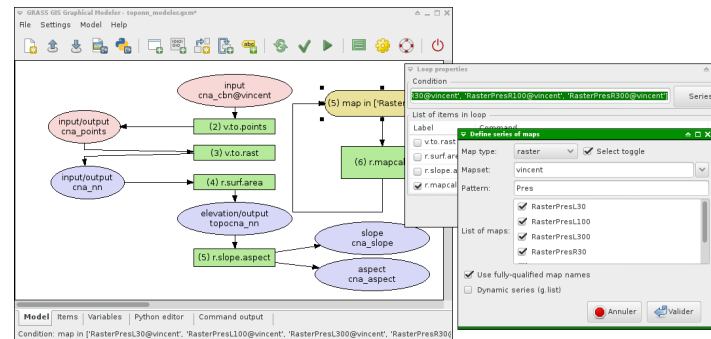 GRASS GIS Graphical Modeler - toponn_modeles.gxm*
File Settings Model Help
input
cna_cbn@vincent
(2) v.to.points
input/output
cna_points
(3) v.to.rast
input/output
cna_nn
(4) r.surf.area
elevation/output
topocna_nn
(5) r.slope.aspect
slope
cna_slope
aspect
cna_aspect
(5) map in ['Raster
(6) r.mapcal
Model Items Variables Python editor Command output
Condition: map in ['RasterPresL30@vincent', 'RasterPresL100@vincent', 'RasterPresL300@vincent', 'RasterPresR30(
Loop properties
Condition
R30@vincent', 'RasterPresR100@vincent', 'RasterPresR300@vincent']
Series
List of items in loop
Label Command
v.to.rast
r.surf.are
r.slope.a
r.mapcal
Define series of maps
Map type: raster Select toggle
Mapset: vincent
Pattern: Pres
List of maps:
RasterPresL30
RasterPresL100
RasterPresL300
RasterPresR30
Use fully-qualified map names
Dynamic series (g.list)
Annuler Valider